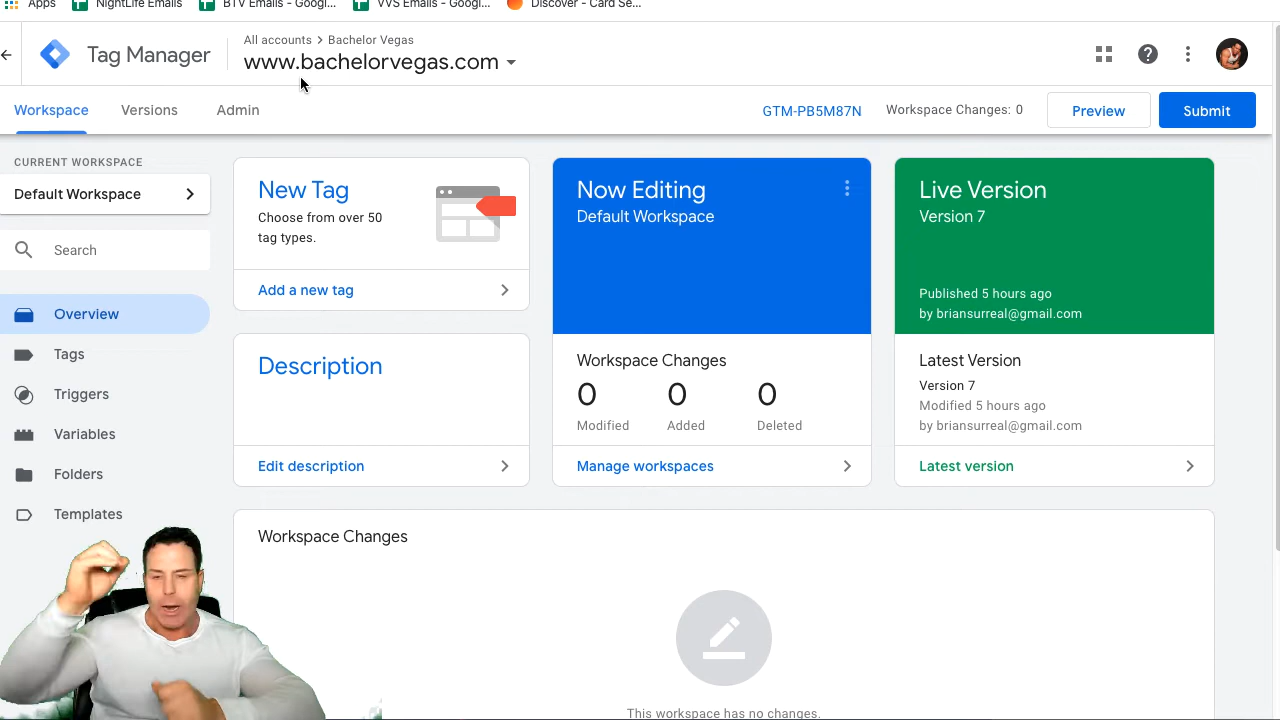 Apps NightLife Emails BTV Emails - Googl... VVS Emails - Googl... Discover - Card Se...
Tag Manager
All accounts > Bachelor Vegas
www.bachelorvegas.com
Workspace Versions Admin
GTM-PB5M87N Workspace Changes: 0 Preview Submit
CURRENT WORKSPACE
Default Workspace
Search
Overview
Tags
Triggers
Variables
Folders
Templates
New Tag
Choose from over 50
tag types.
Add a new tag
Description
Edit description
Now Editing
Default Workspace
Workspace Changes
0 0 0
Modified Added Deleted
Manage workspaces
Live Version
Version 7
Published 5 hours ago
by briansurreal@gmail.com
Latest Version
Version 7
Modified 5 hours ago
by briansurreal@gmail.com
Latest version
Workspace Changes
This workspace has no changes.